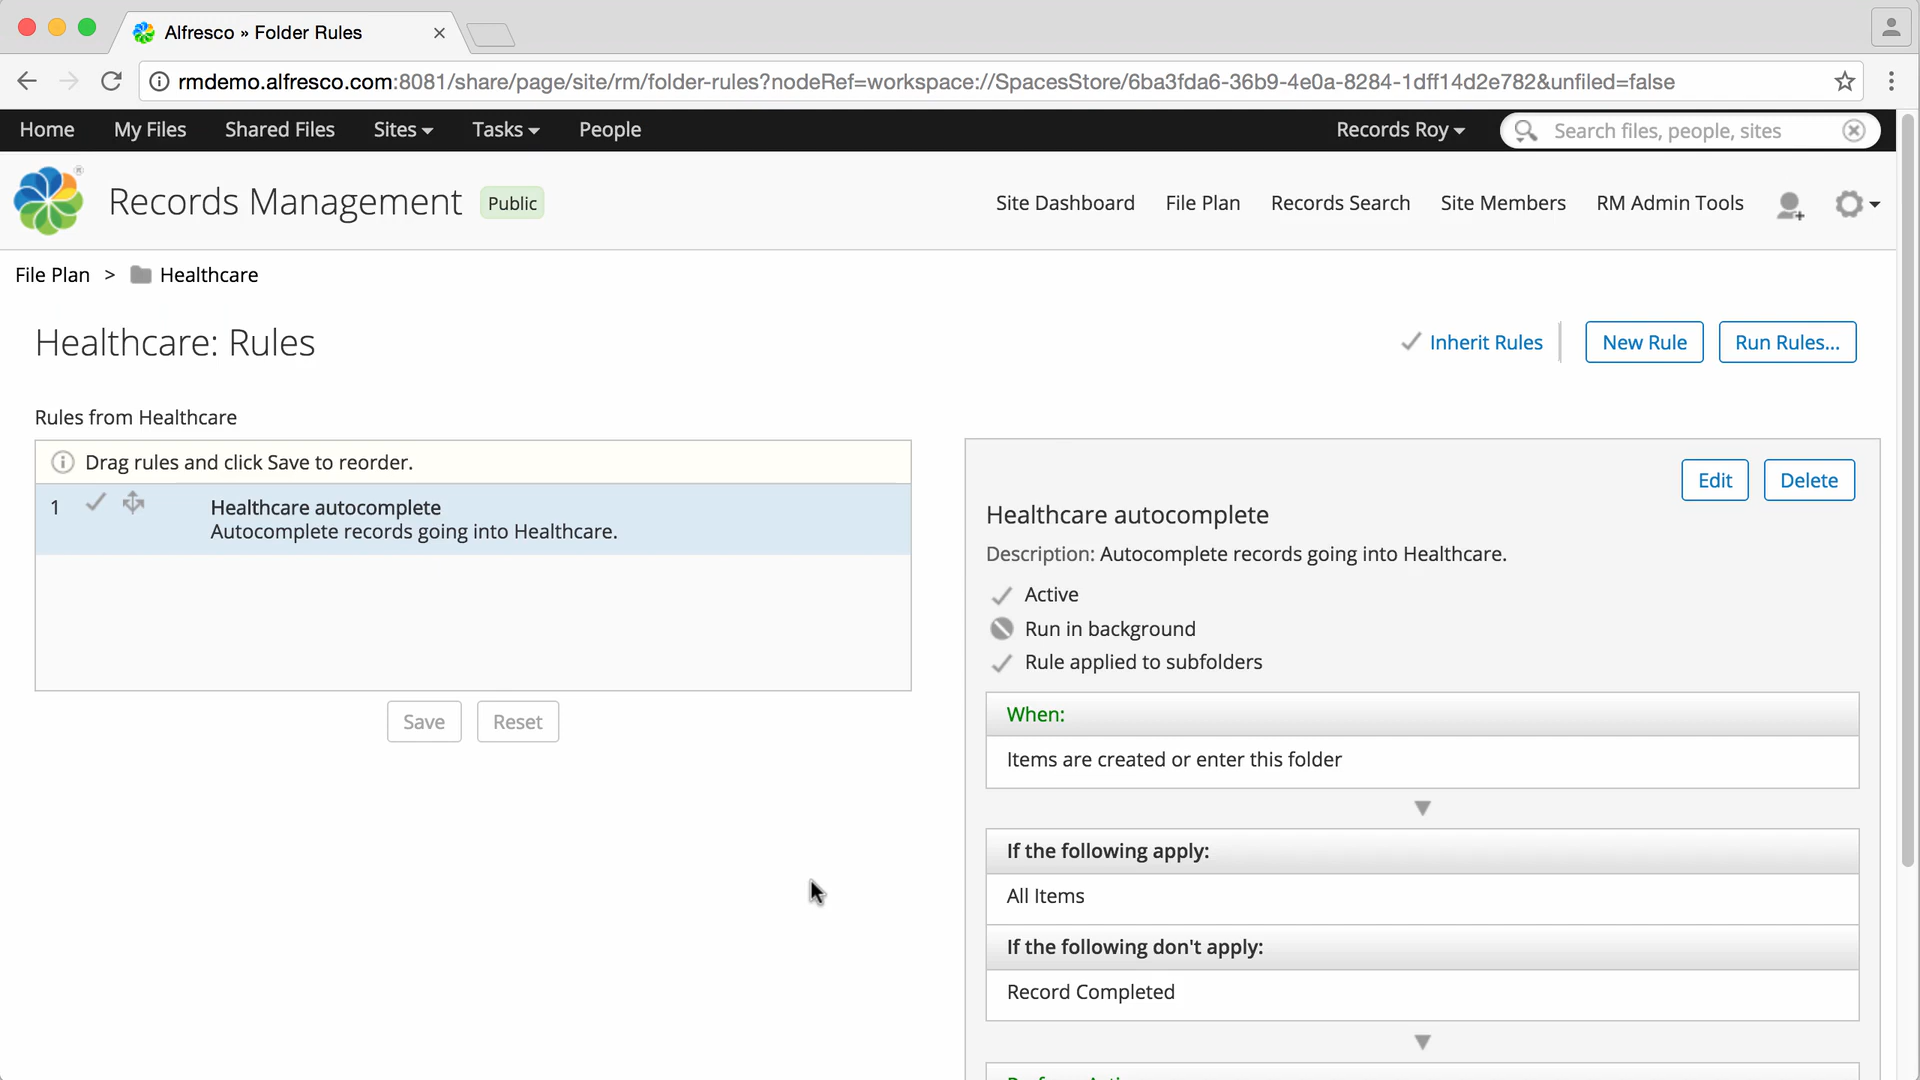 Alfresco » Folder Rules
rmdemo.alfresco.com:8081/share/page/site/rm/folder-rules?nodeRef=workspace://SpacesStore/6ba3fda6-36b9-4e0a-8284-1dff14d2e782&unfiled=false
Home My Files Shared Files Sites Tasks People Records Roy Search files, people, sites
Records Management Public Site Dashboard File Plan Records Search Site Members RM Admin Tools
File Plan > Healthcare
Healthcare: Rules Inherit Rules New Rule Run Rules...
Rules from Healthcare
Drag rules and click Save to reorder.
1 Healthcare autocomplete
Autocomplete records going into Healthcare.
Save Reset
Edit Delete
Healthcare autocomplete
Description: Autocomplete records going into Healthcare.
Active
Run in background
Rule applied to subfolders
When:
Items are created or enter this folder
If the following apply:
All Items
If the following don't apply:
Record Completed